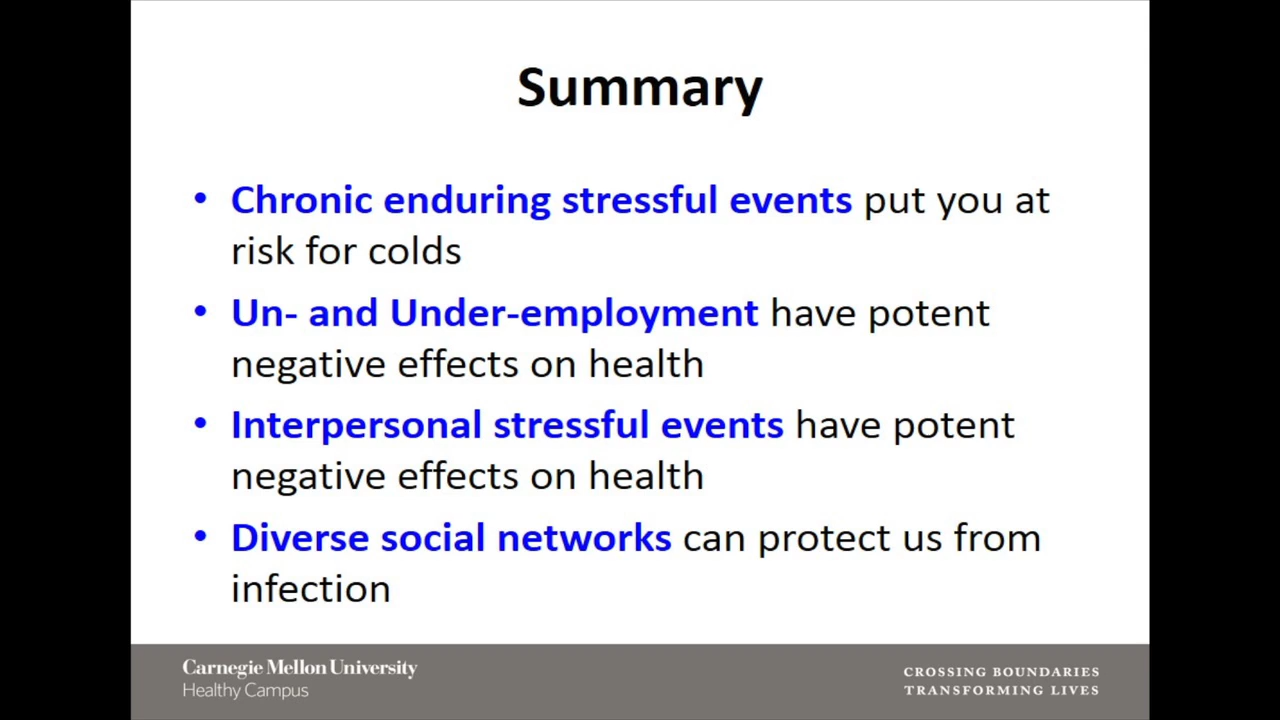 Summary
• Chronic enduring stressful events put you at
risk for colds
• Un- and Under-employment have potent
negative effects on health
• Interpersonal stressful events have potent
negative effects on health
• Diverse social networks can protect us from
infection
Carnegie Mellon University
Healthy Campus
CROSSING BOUNDARIES
TRANSFORMING LIVES